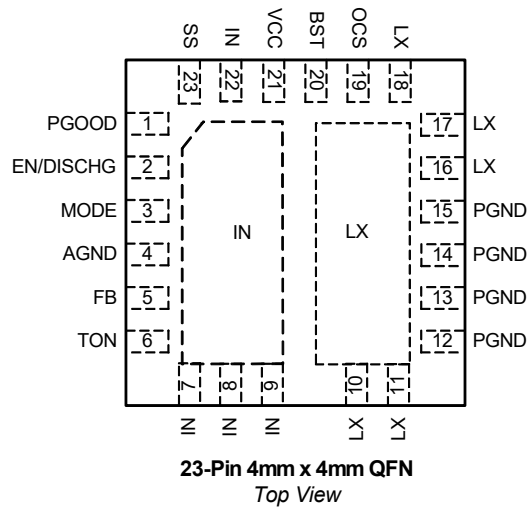 SS IN VCC BST OCS LX
23 22 21 20 19 18
PGOOD 1 17 LX
EN/DISCHG 2 16 LX
MODE 3 15 PGND
AGND 4 IN LX 14 PGND
FB 5 13 PGND
TON 6 12 PGND
7 8 9 10 11
IN IN IN LX LX
23-Pin 4mm x 4mm QFN
Top View